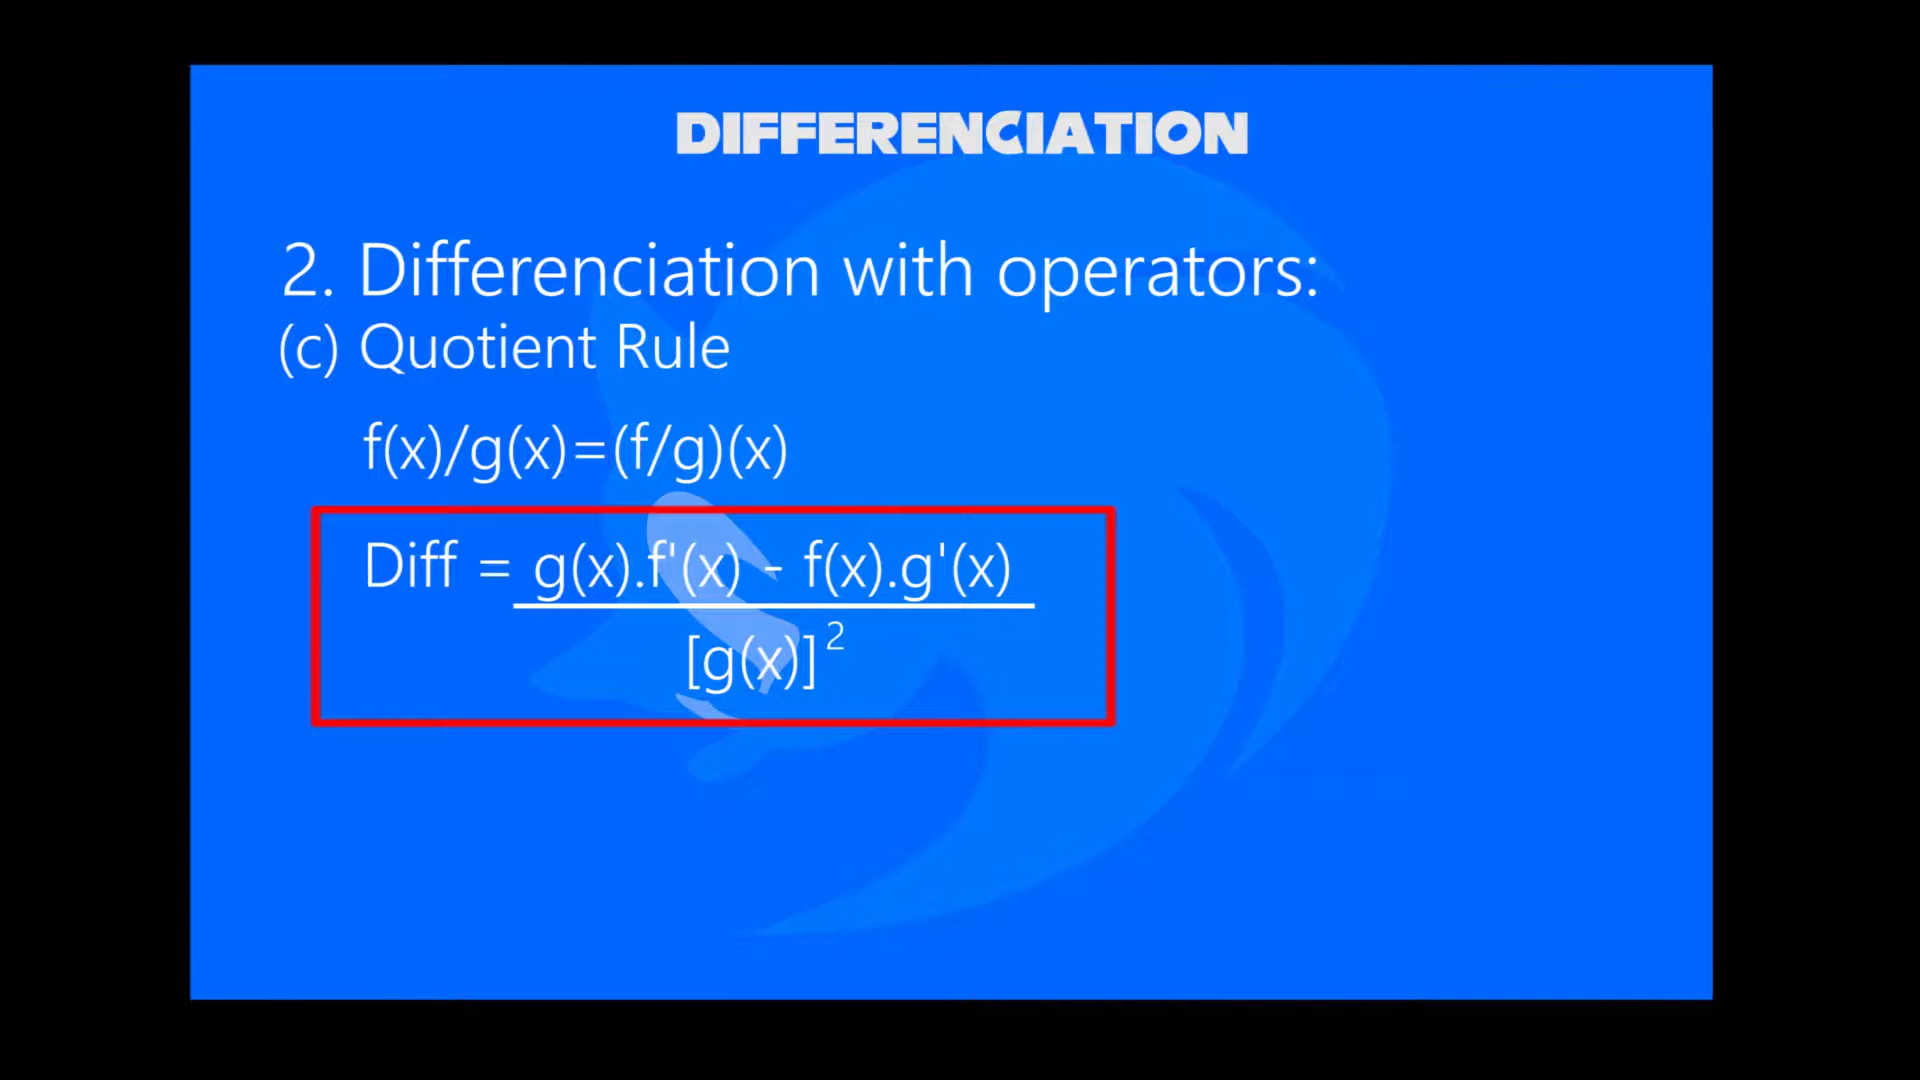 DIFFERENCIATION
2. Differenciation with operators:
(c) Quotient Rule
f(x)/g(x)=(f/g)(x)
Diff = g(x).f'(x) - f(x).g'(x)
[g(x)]²